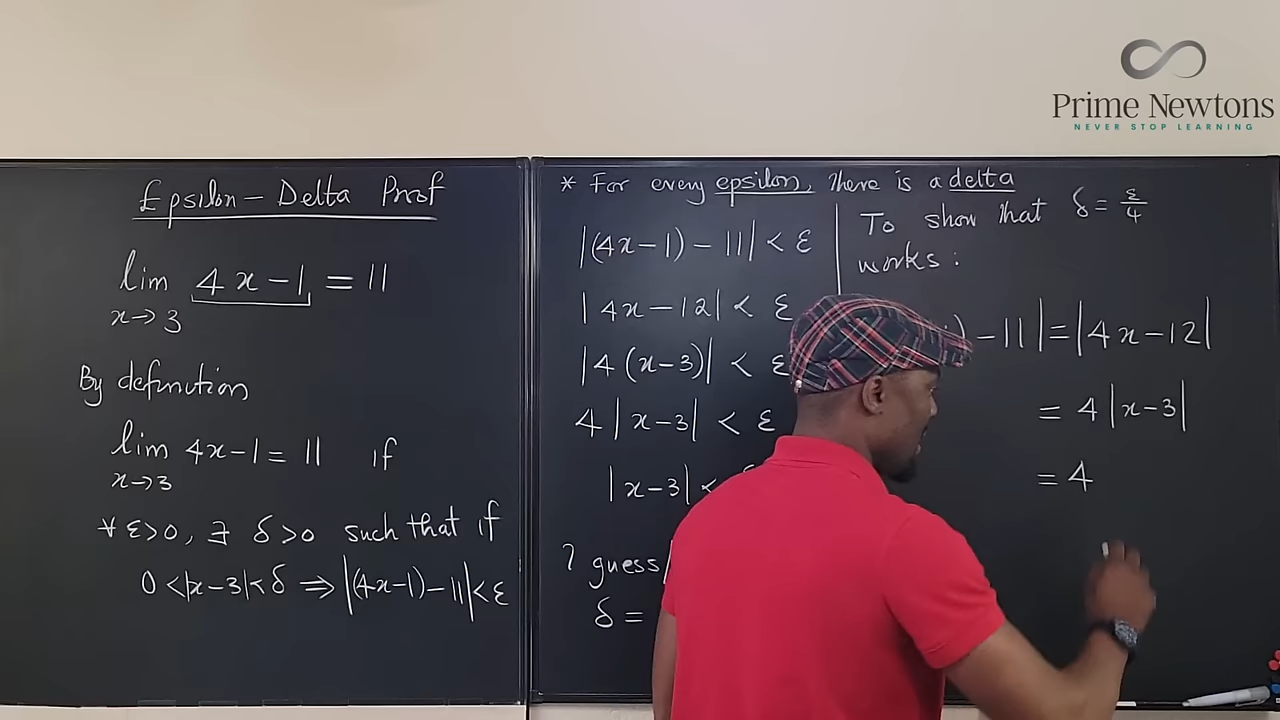 Prime Newtons
NEVER STOP LEARNING
Epsilon - Delta Prof
lim 4x-1 = 11
x→3
By definition
lim 4x-1 = 11 if
x→3
∀ ε>0, ∃ δ>0 such that if
0<|x-3|<δ ⇒ |(4x-1)-11|<ε
* For every epsilon, there is a delta
|(4x-1)-11| < ε
|4x-12| < ε
|4(x-3)| < ε
4|x-3| < ε
|x-3| <
? guess
δ =
To show that δ = ε/4
works:
) -11| = |4x-12|
= 4|x-3|
= 4